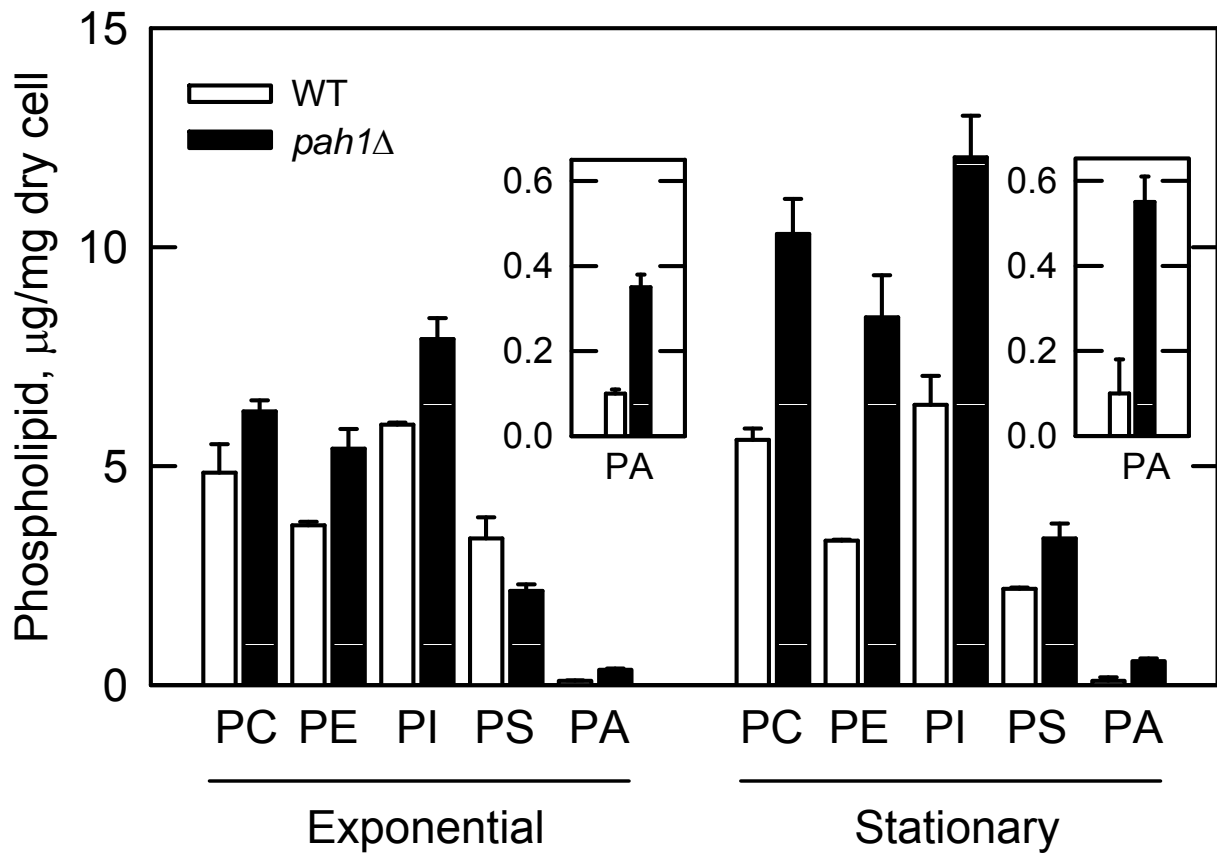 Phospholipid, μg/mg dry cell
15
10
5
0
WT
pah1Δ
0.6
0.4
0.2
0.0
PA
0.6
0.4
0.2
0.0
PA
PC PE PI PS PA
PC PE PI PS PA
Exponential
Stationary